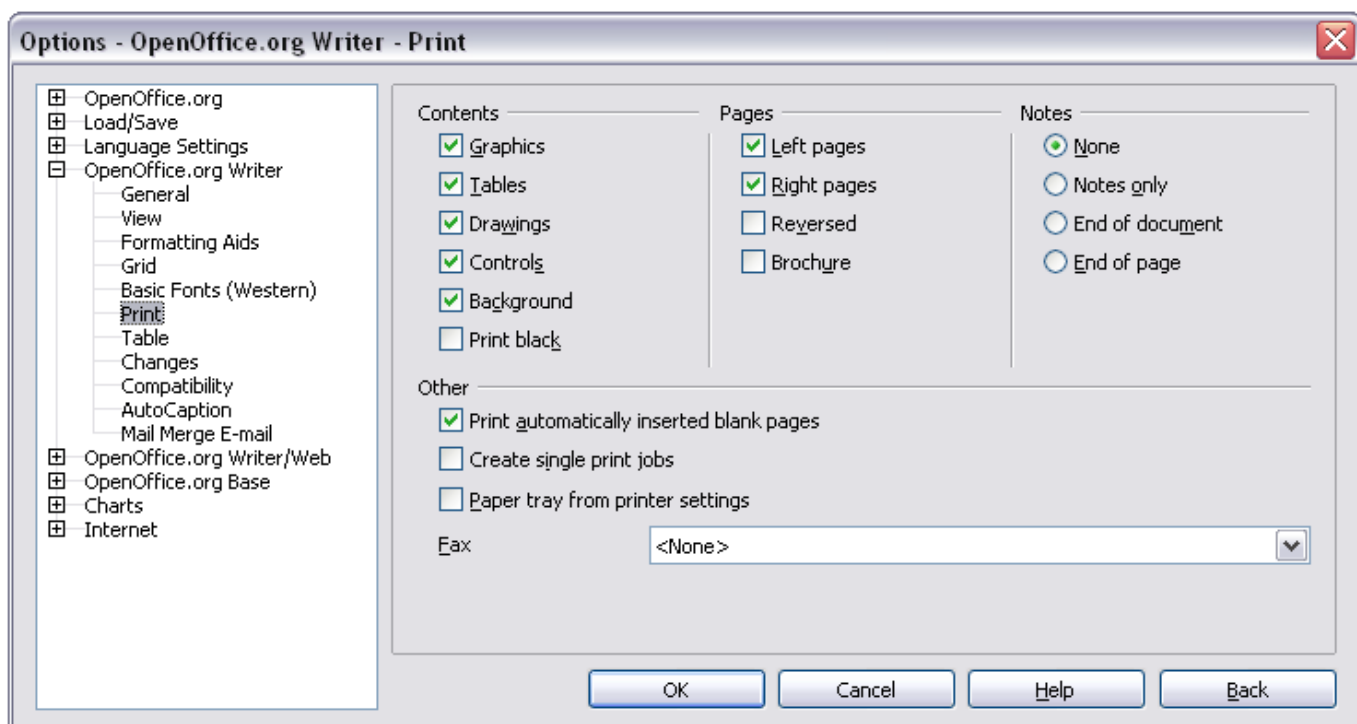 Options - OpenOffice.org Writer - Print
OpenOffice.org
Load/Save
Language Settings
OpenOffice.org Writer
General
View
Formatting Aids
Grid
Basic Fonts (Western)
Print
Table
Changes
Compatibility
AutoCaption
Mail Merge E-mail
OpenOffice.org Writer/Web
OpenOffice.org Base
Charts
Internet
Contents
Graphics
Tables
Drawings
Controls
Background
Print black
Pages
Left pages
Right pages
Reversed
Brochure
Notes
None
Notes only
End of document
End of page
Other
Print automatically inserted blank pages
Create single print jobs
Paper tray from printer settings
Fax
<None>
OK
Cancel
Help
Back